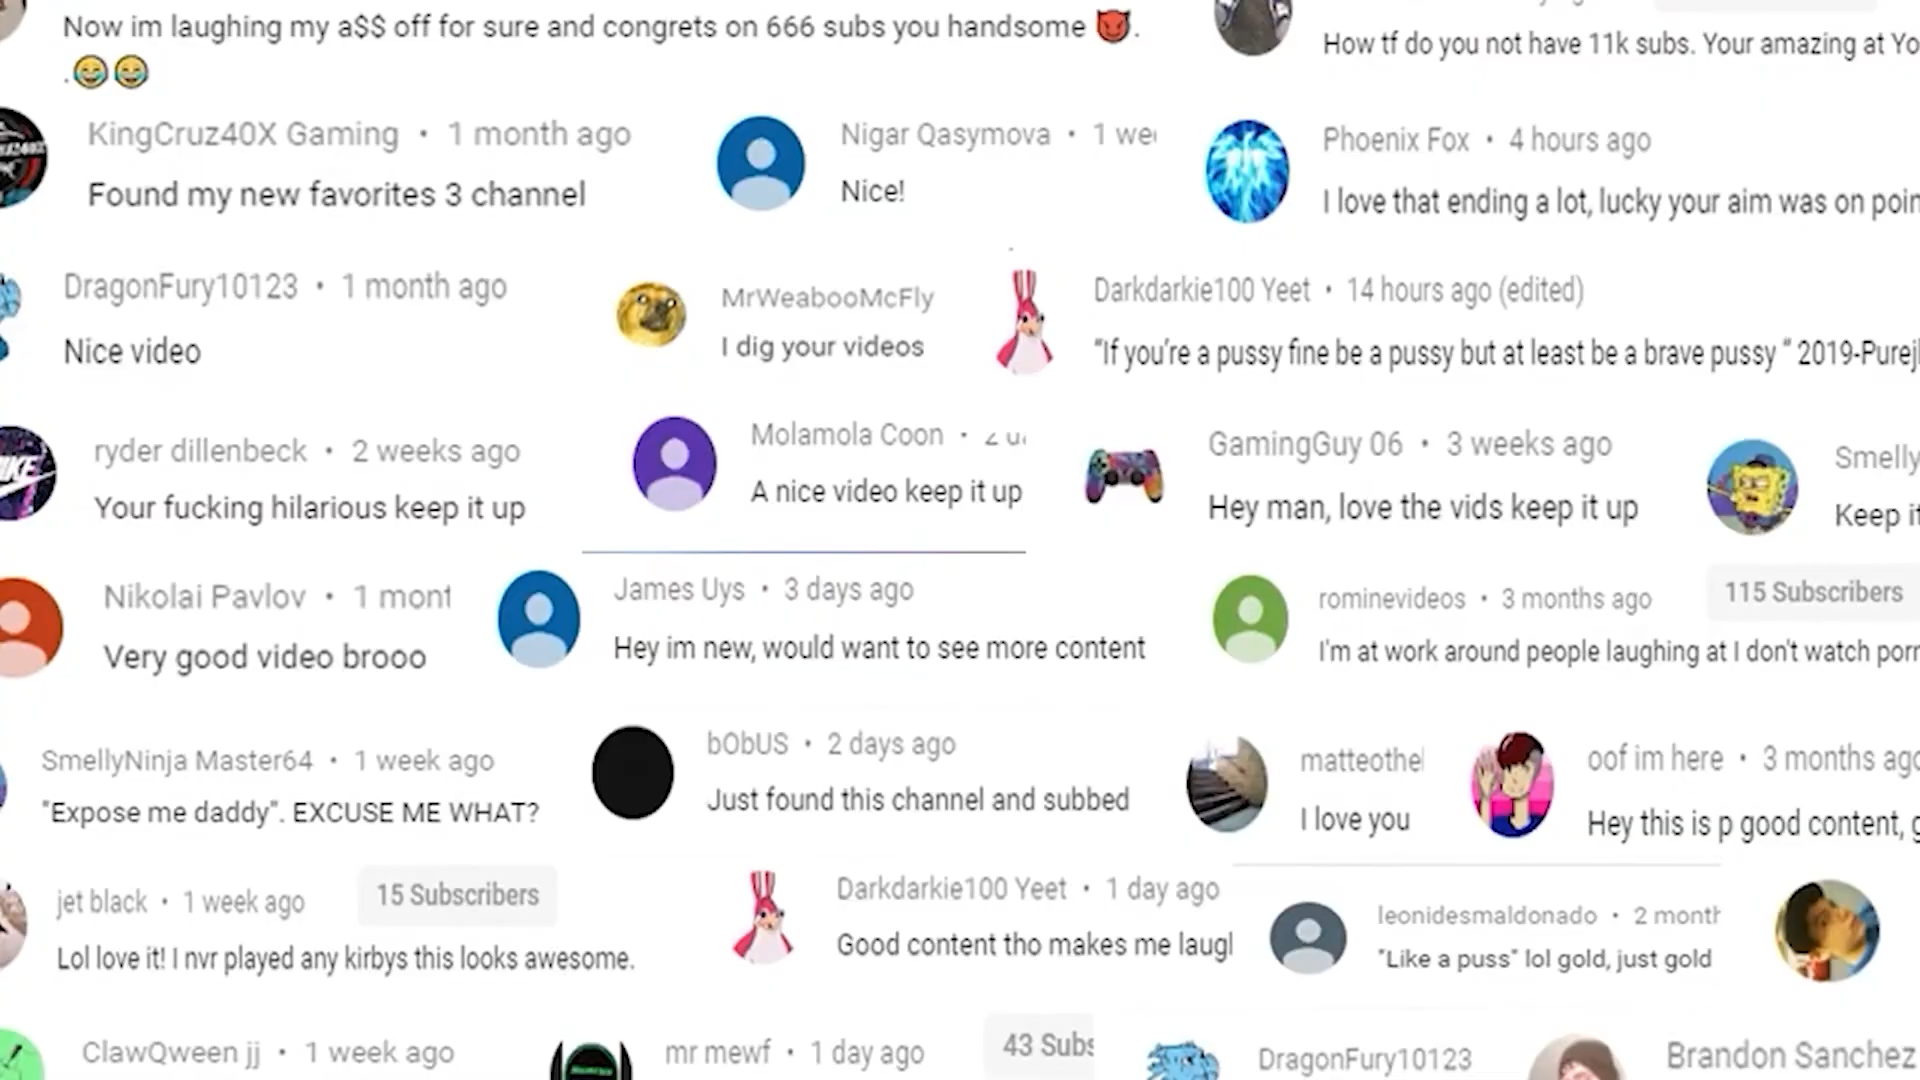 Now im laughing my a$$ off for sure and congrets on 666 subs you handsome 😈.
.😂😂
How tf do you not have 11k subs. Your amazing at Yo
KingCruz40X Gaming • 1 month ago
Found my new favorites 3 channel
Nigar Qasymova • 1 wee
Nice!
Phoenix Fox • 4 hours ago
I love that ending a lot, lucky your aim was on poin
DragonFury10123 • 1 month ago
Nice video
MrWeabooMcFly
I dig your videos
Darkdarkie100 Yeet • 14 hours ago (edited)
“If you’re a pussy fine be a pussy but at least be a brave pussy “ 2019-Purejl
ryder dillenbeck • 2 weeks ago
Your fucking hilarious keep it up
Molamola Coon •
A nice video keep it up
GamingGuy 06 • 3 weeks ago
Hey man, love the vids keep it up
Smelly
Keep it
Nikolai Pavlov • 1 mont
Very good video brooo
James Uys • 3 days ago
Hey im new, would want to see more content
rominevideos • 3 months ago
115 Subscribers
I'm at work around people laughing at I don't watch porn
SmellyNinja Master64 • 1 week ago
"Expose me daddy". EXCUSE ME WHAT?
bObUS • 2 days ago
Just found this channel and subbed
matteothe
I love you
oof im here • 3 months ago
Hey this is p good content, g
jet black • 1 week ago
15 Subscribers
Lol love it! I nvr played any kirbys this looks awesome.
Darkdarkie100 Yeet • 1 day ago
Good content tho makes me laugh
leonidesmaldonado • 2 month
"Like a puss" lol gold, just gold
ClawQween jj • 1 week ago
mr mewf • 1 day ago
43 Subs
DragonFury10123
Brandon Sanchez